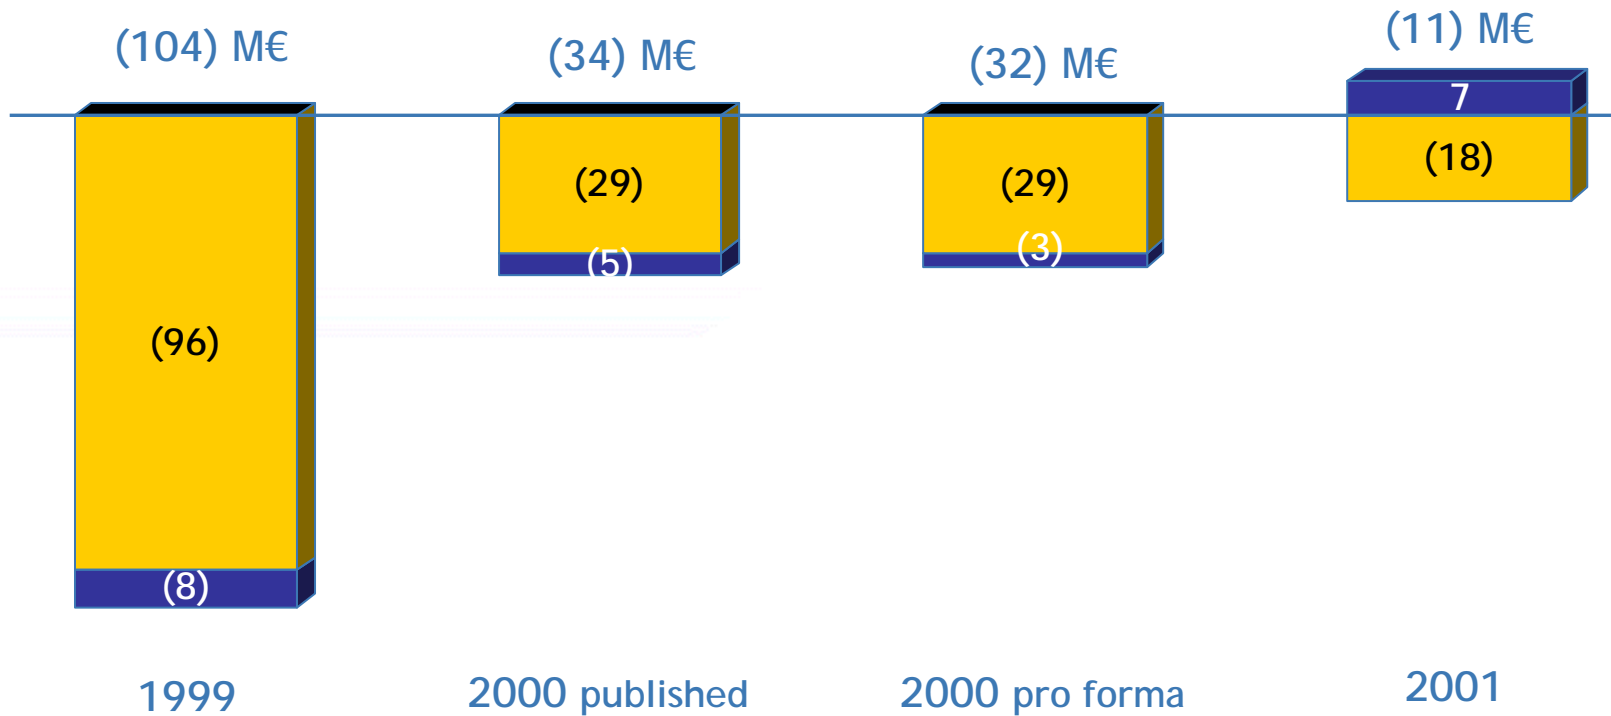 (104) M€
(34) M€
(32) M€
(11) M€
7
(29)
(29)
(18)
(5)
(3)
(96)
(8)
1999
2000 published
2000 pro forma
2001